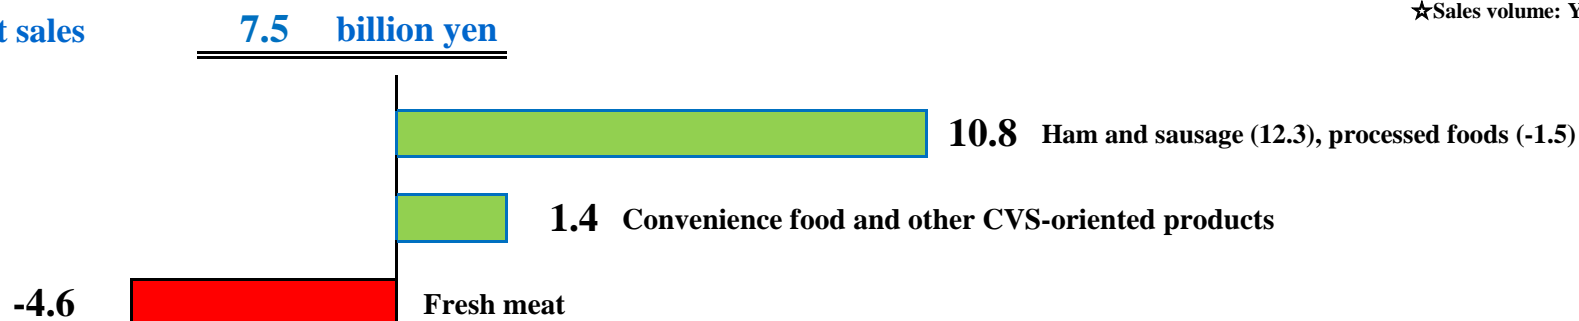 ☆Sales volume: Y
t sales 7.5 billion yen
10.8 Ham and sausage (12.3), processed foods (-1.5)
1.4 Convenience food and other CVS-oriented products
-4.6 Fresh meat